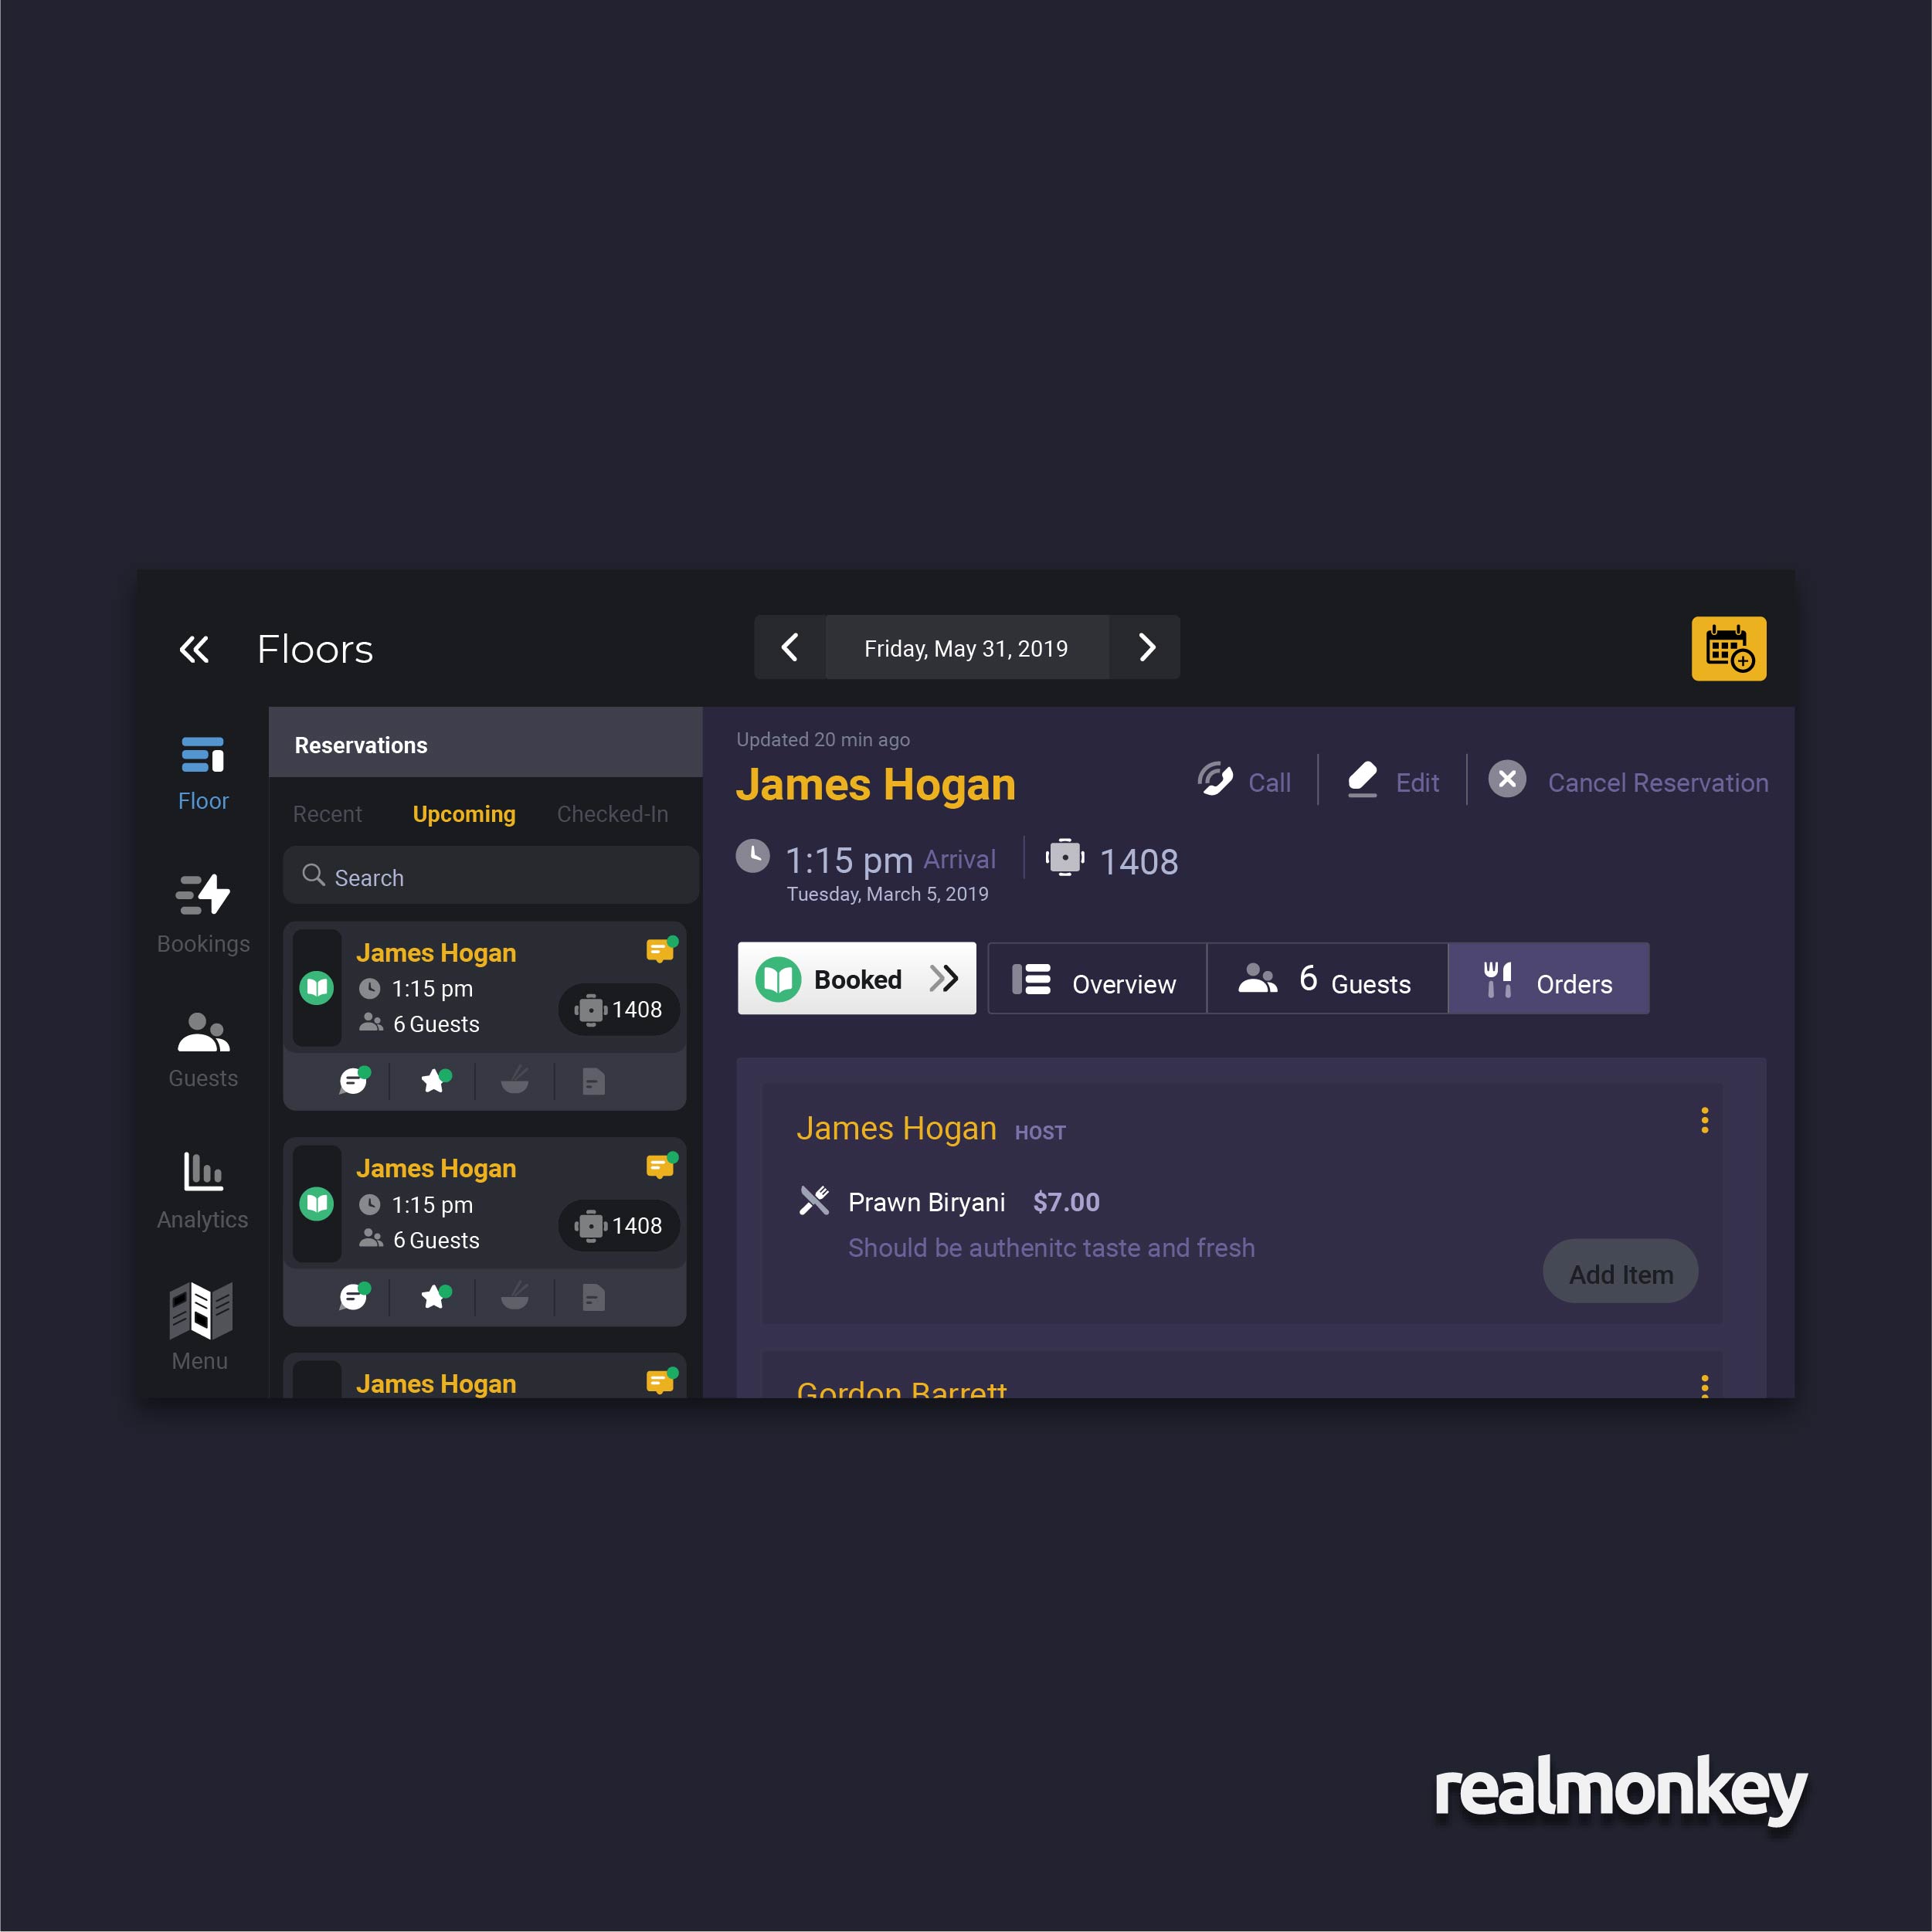 Floors
Friday, May 31, 2019
Floor
Bookings
Guests
Analytics
Menu
Reservations
Recent Upcoming Checked-In
Search
James Hogan
1:15 pm
6 Guests
1408
James Hogan
1:15 pm
6 Guests
1408
James Hogan
Updated 20 min ago
James Hogan
Call Edit Cancel Reservation
1:15 pm Arrival 1408
Tuesday, March 5, 2019
Booked Overview 6 Guests Orders
James Hogan HOST
Prawn Biryani $7.00
Should be authenitc taste and fresh
Add Item
Gordon Barrett
realmonkey